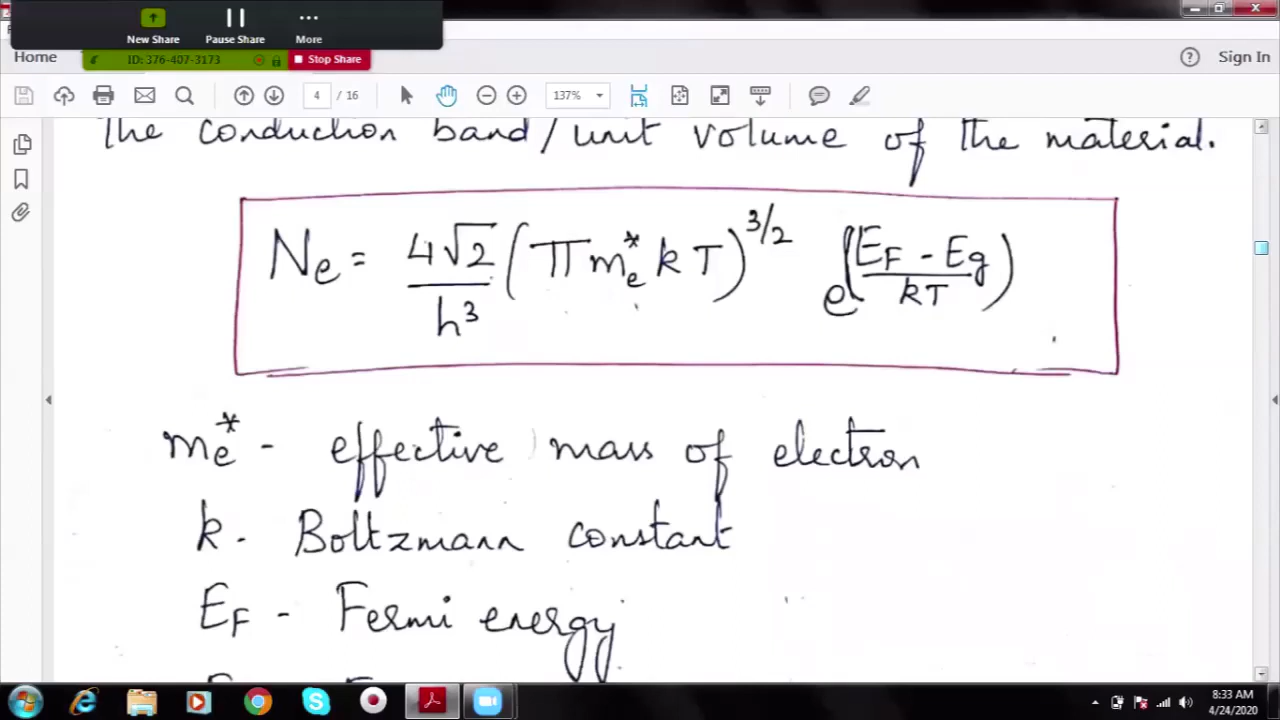 New Share Pause Share More
ID: 376-407-3173 Stop Share
Home Sign In
4 / 16 137%
The conduction band/unit volume of the material.
Ne = 4√2/h³ (π me* kT)^3/2 e^(EF - Eg/kT)
me* - effective mass of electron
k - Boltzmann constant
EF - Fermi energy
8:33 AM
4/24/2020